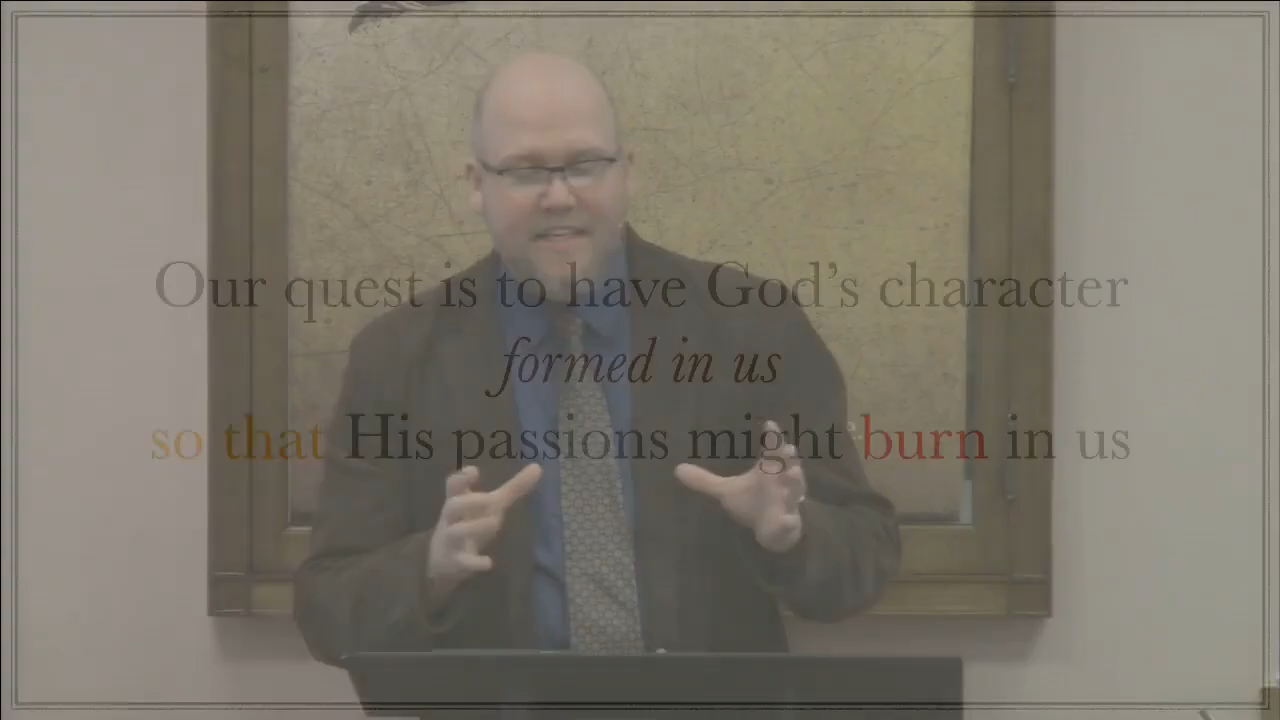 Our quest is to have God's character
formed in us
so that His passions might burn in us